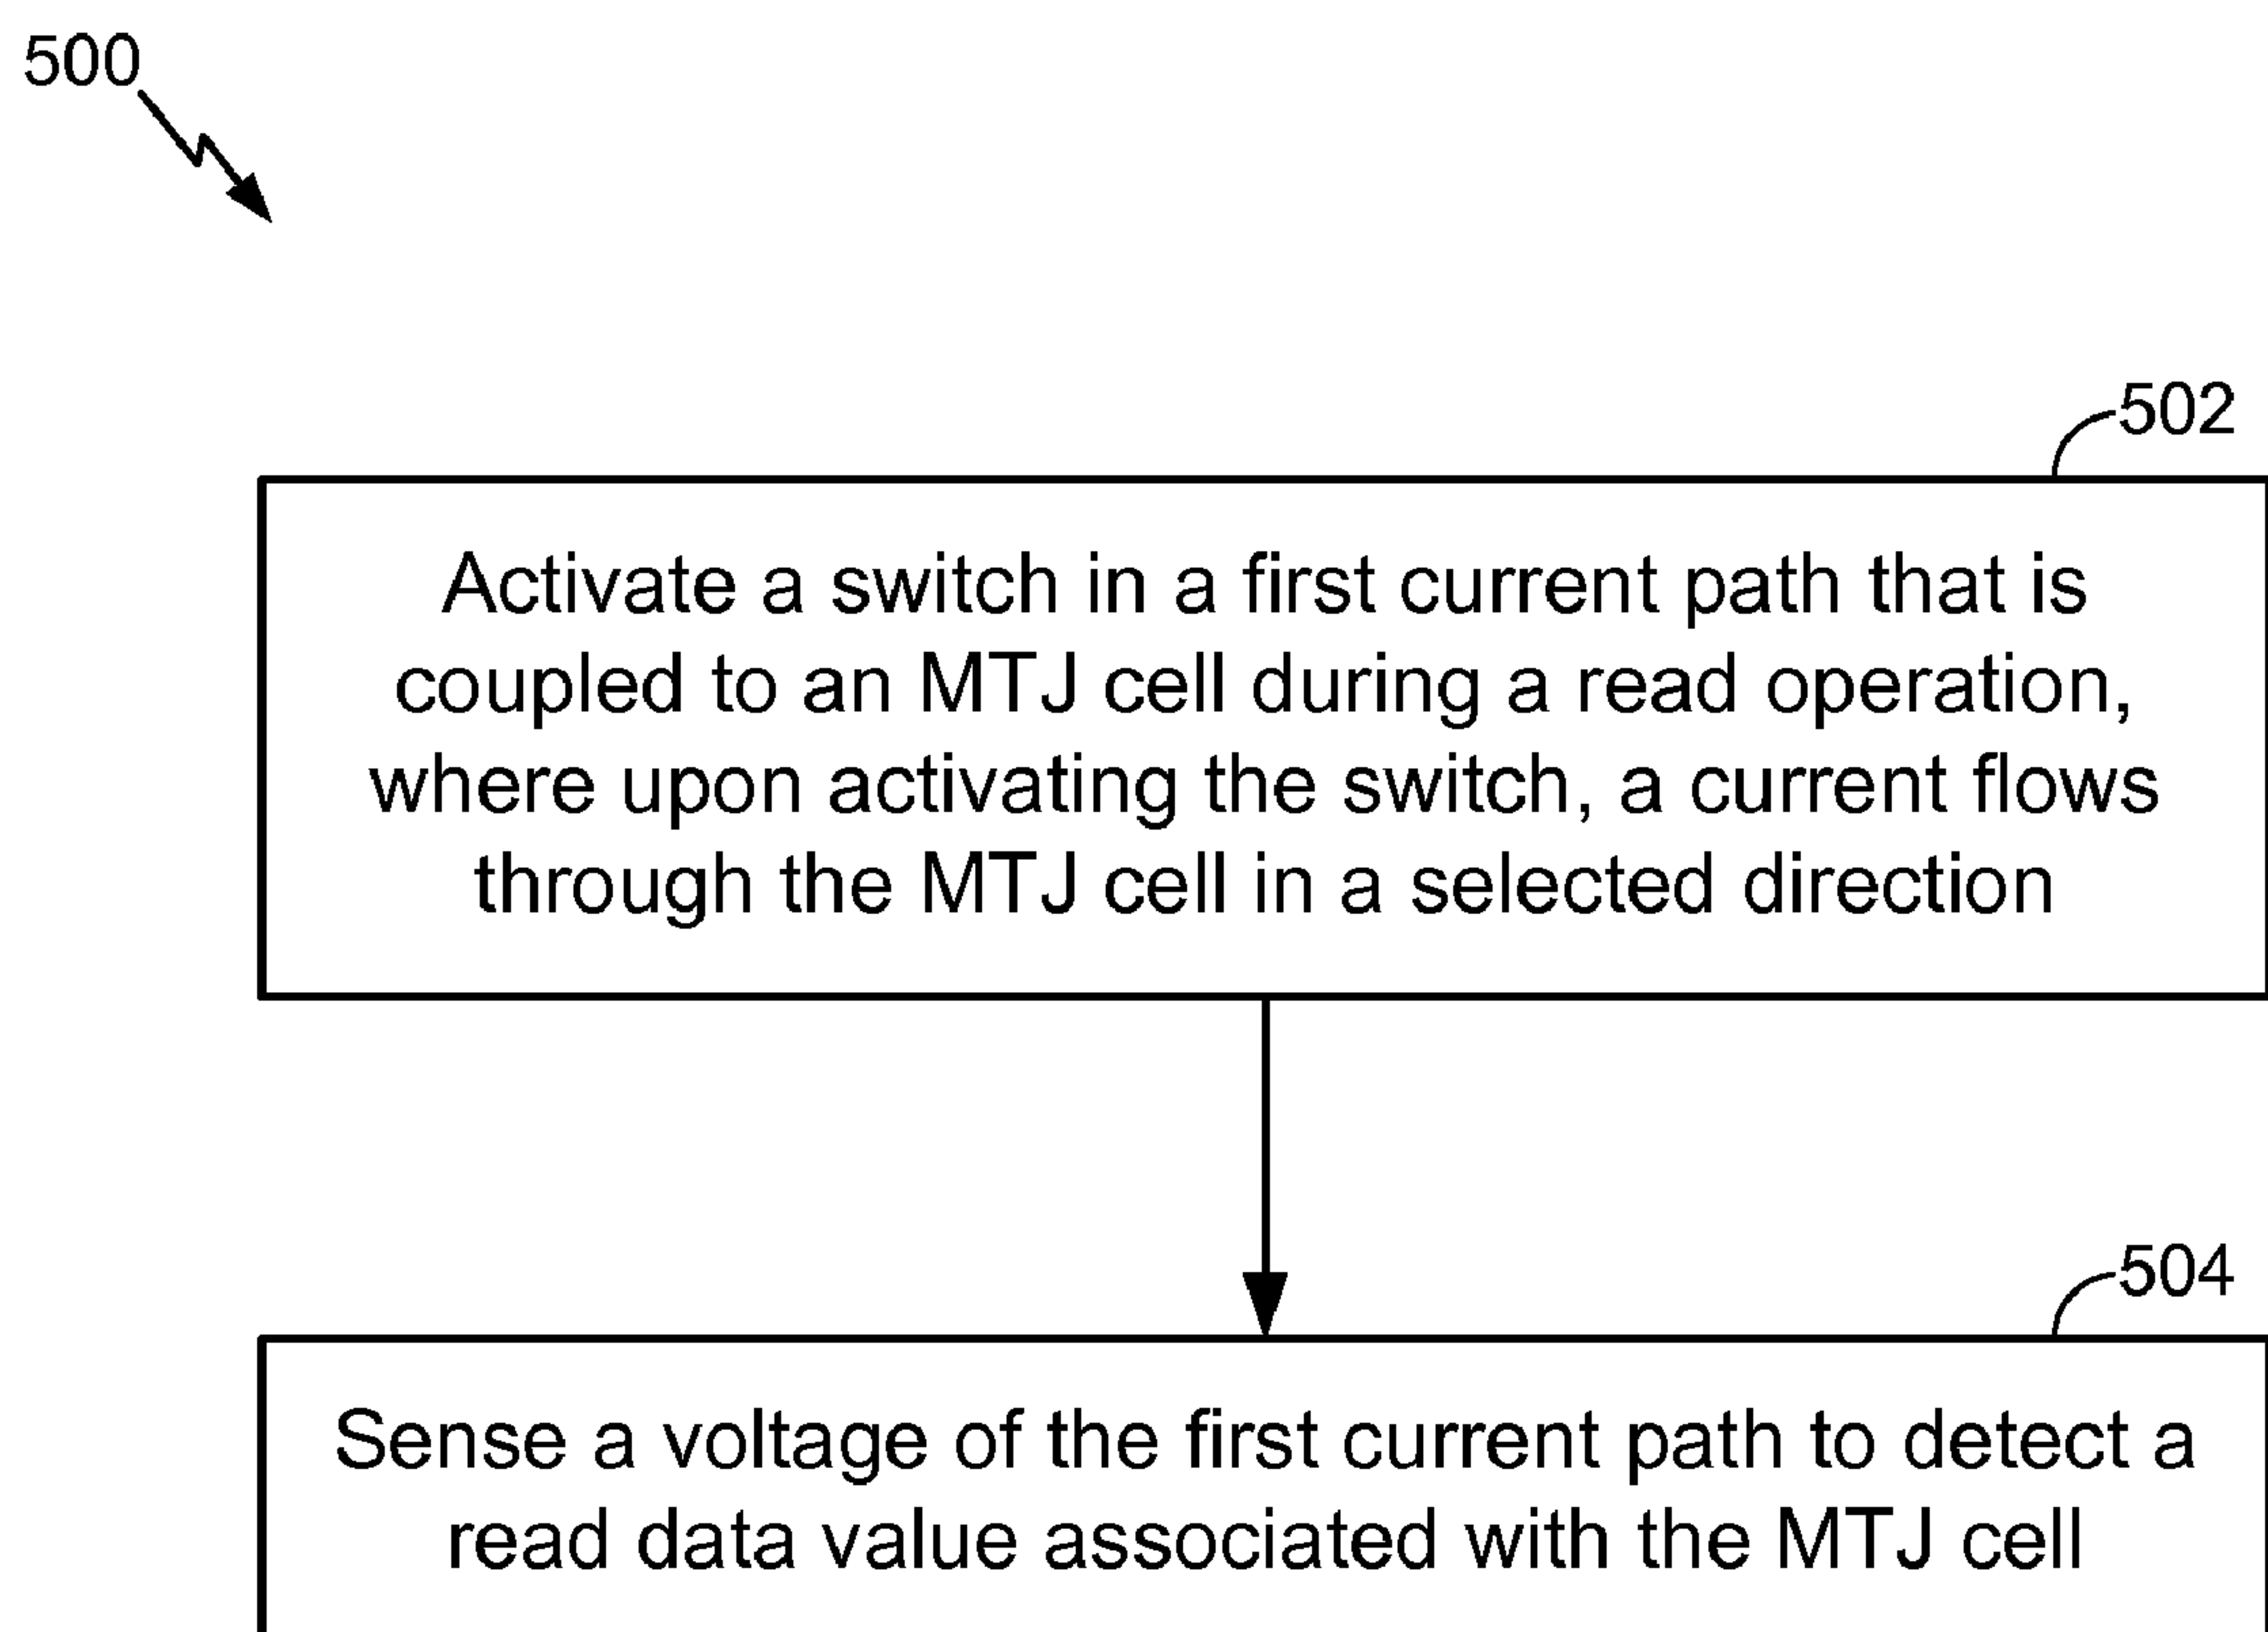 500
502
Activate a switch in a first current path that is
coupled to an MTJ cell during a read operation,
where upon activating the switch, a current flows
through the MTJ cell in a selected direction
504
Sense a voltage of the first current path to detect a
read data value associated with the MTJ cell